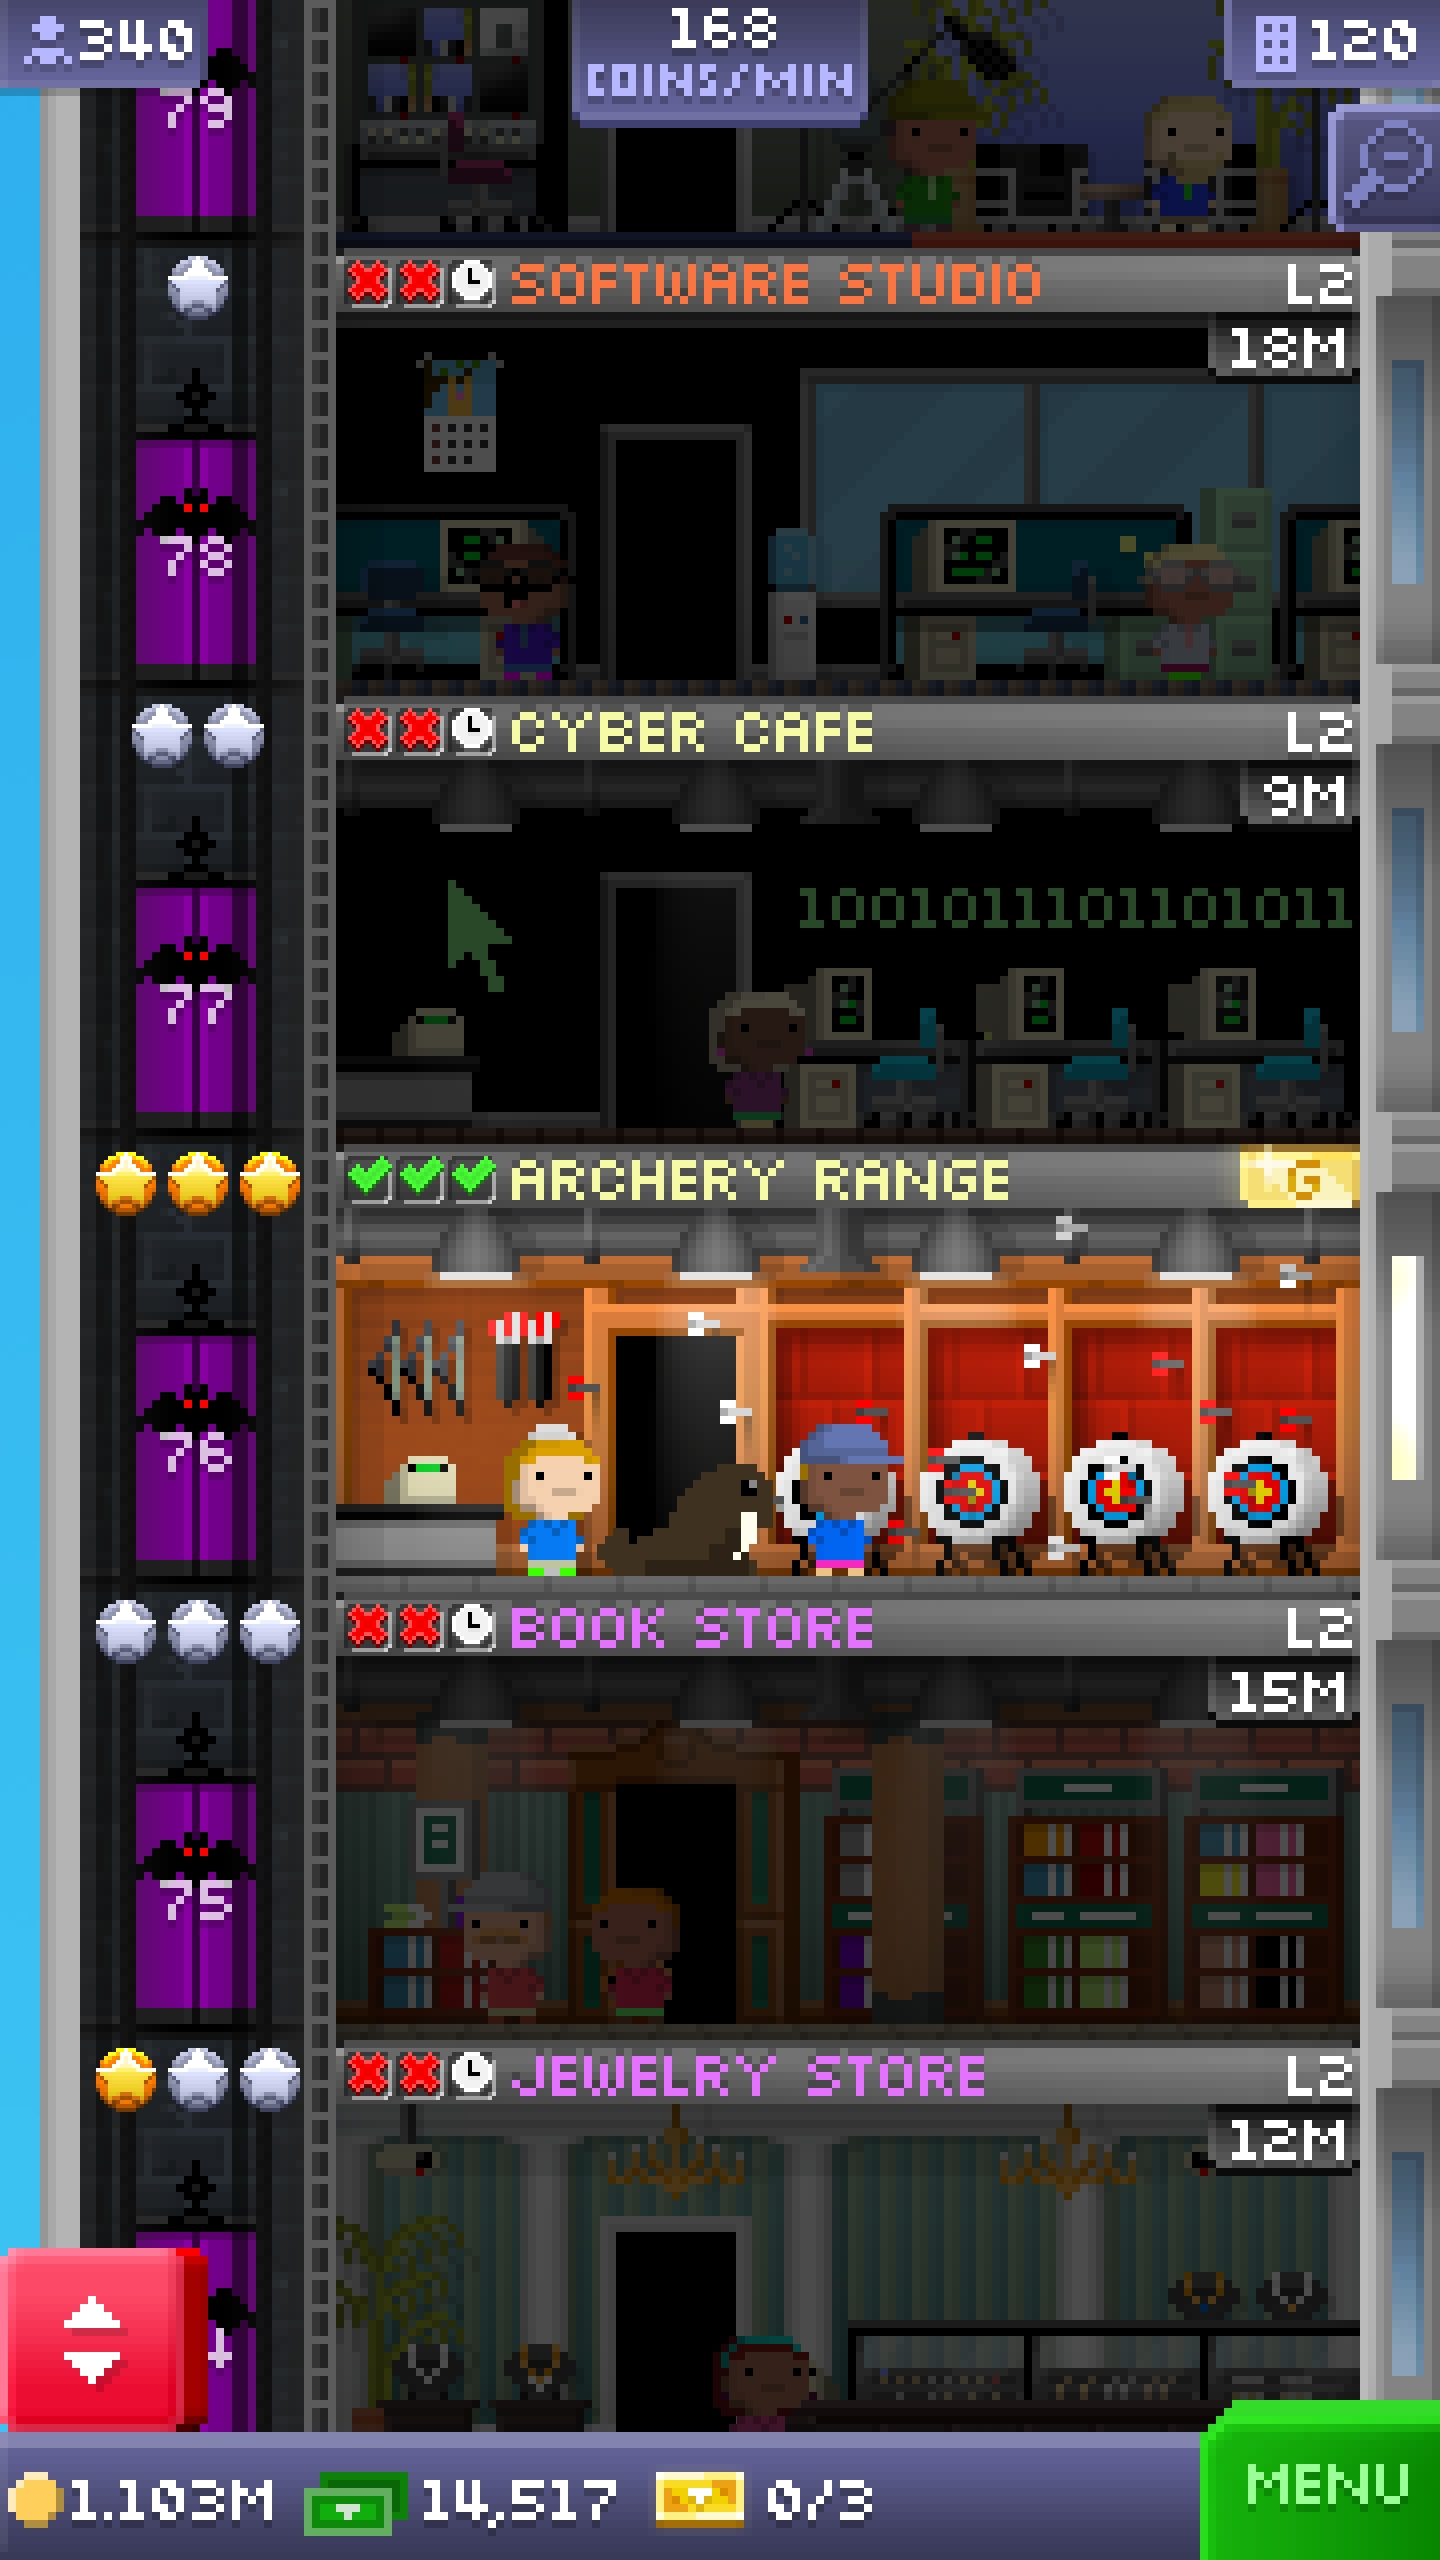 340
168
COINS/MIN
120
79
SOFTWARE STUDIO L2
18M
78
CYBER CAFE L2
9M
1001011101101011
77
ARCHERY RANGE G
76
BOOK STORE L2
15M
75
JEWELRY STORE L2
12M
1.103M 14,517 0/3 MENU